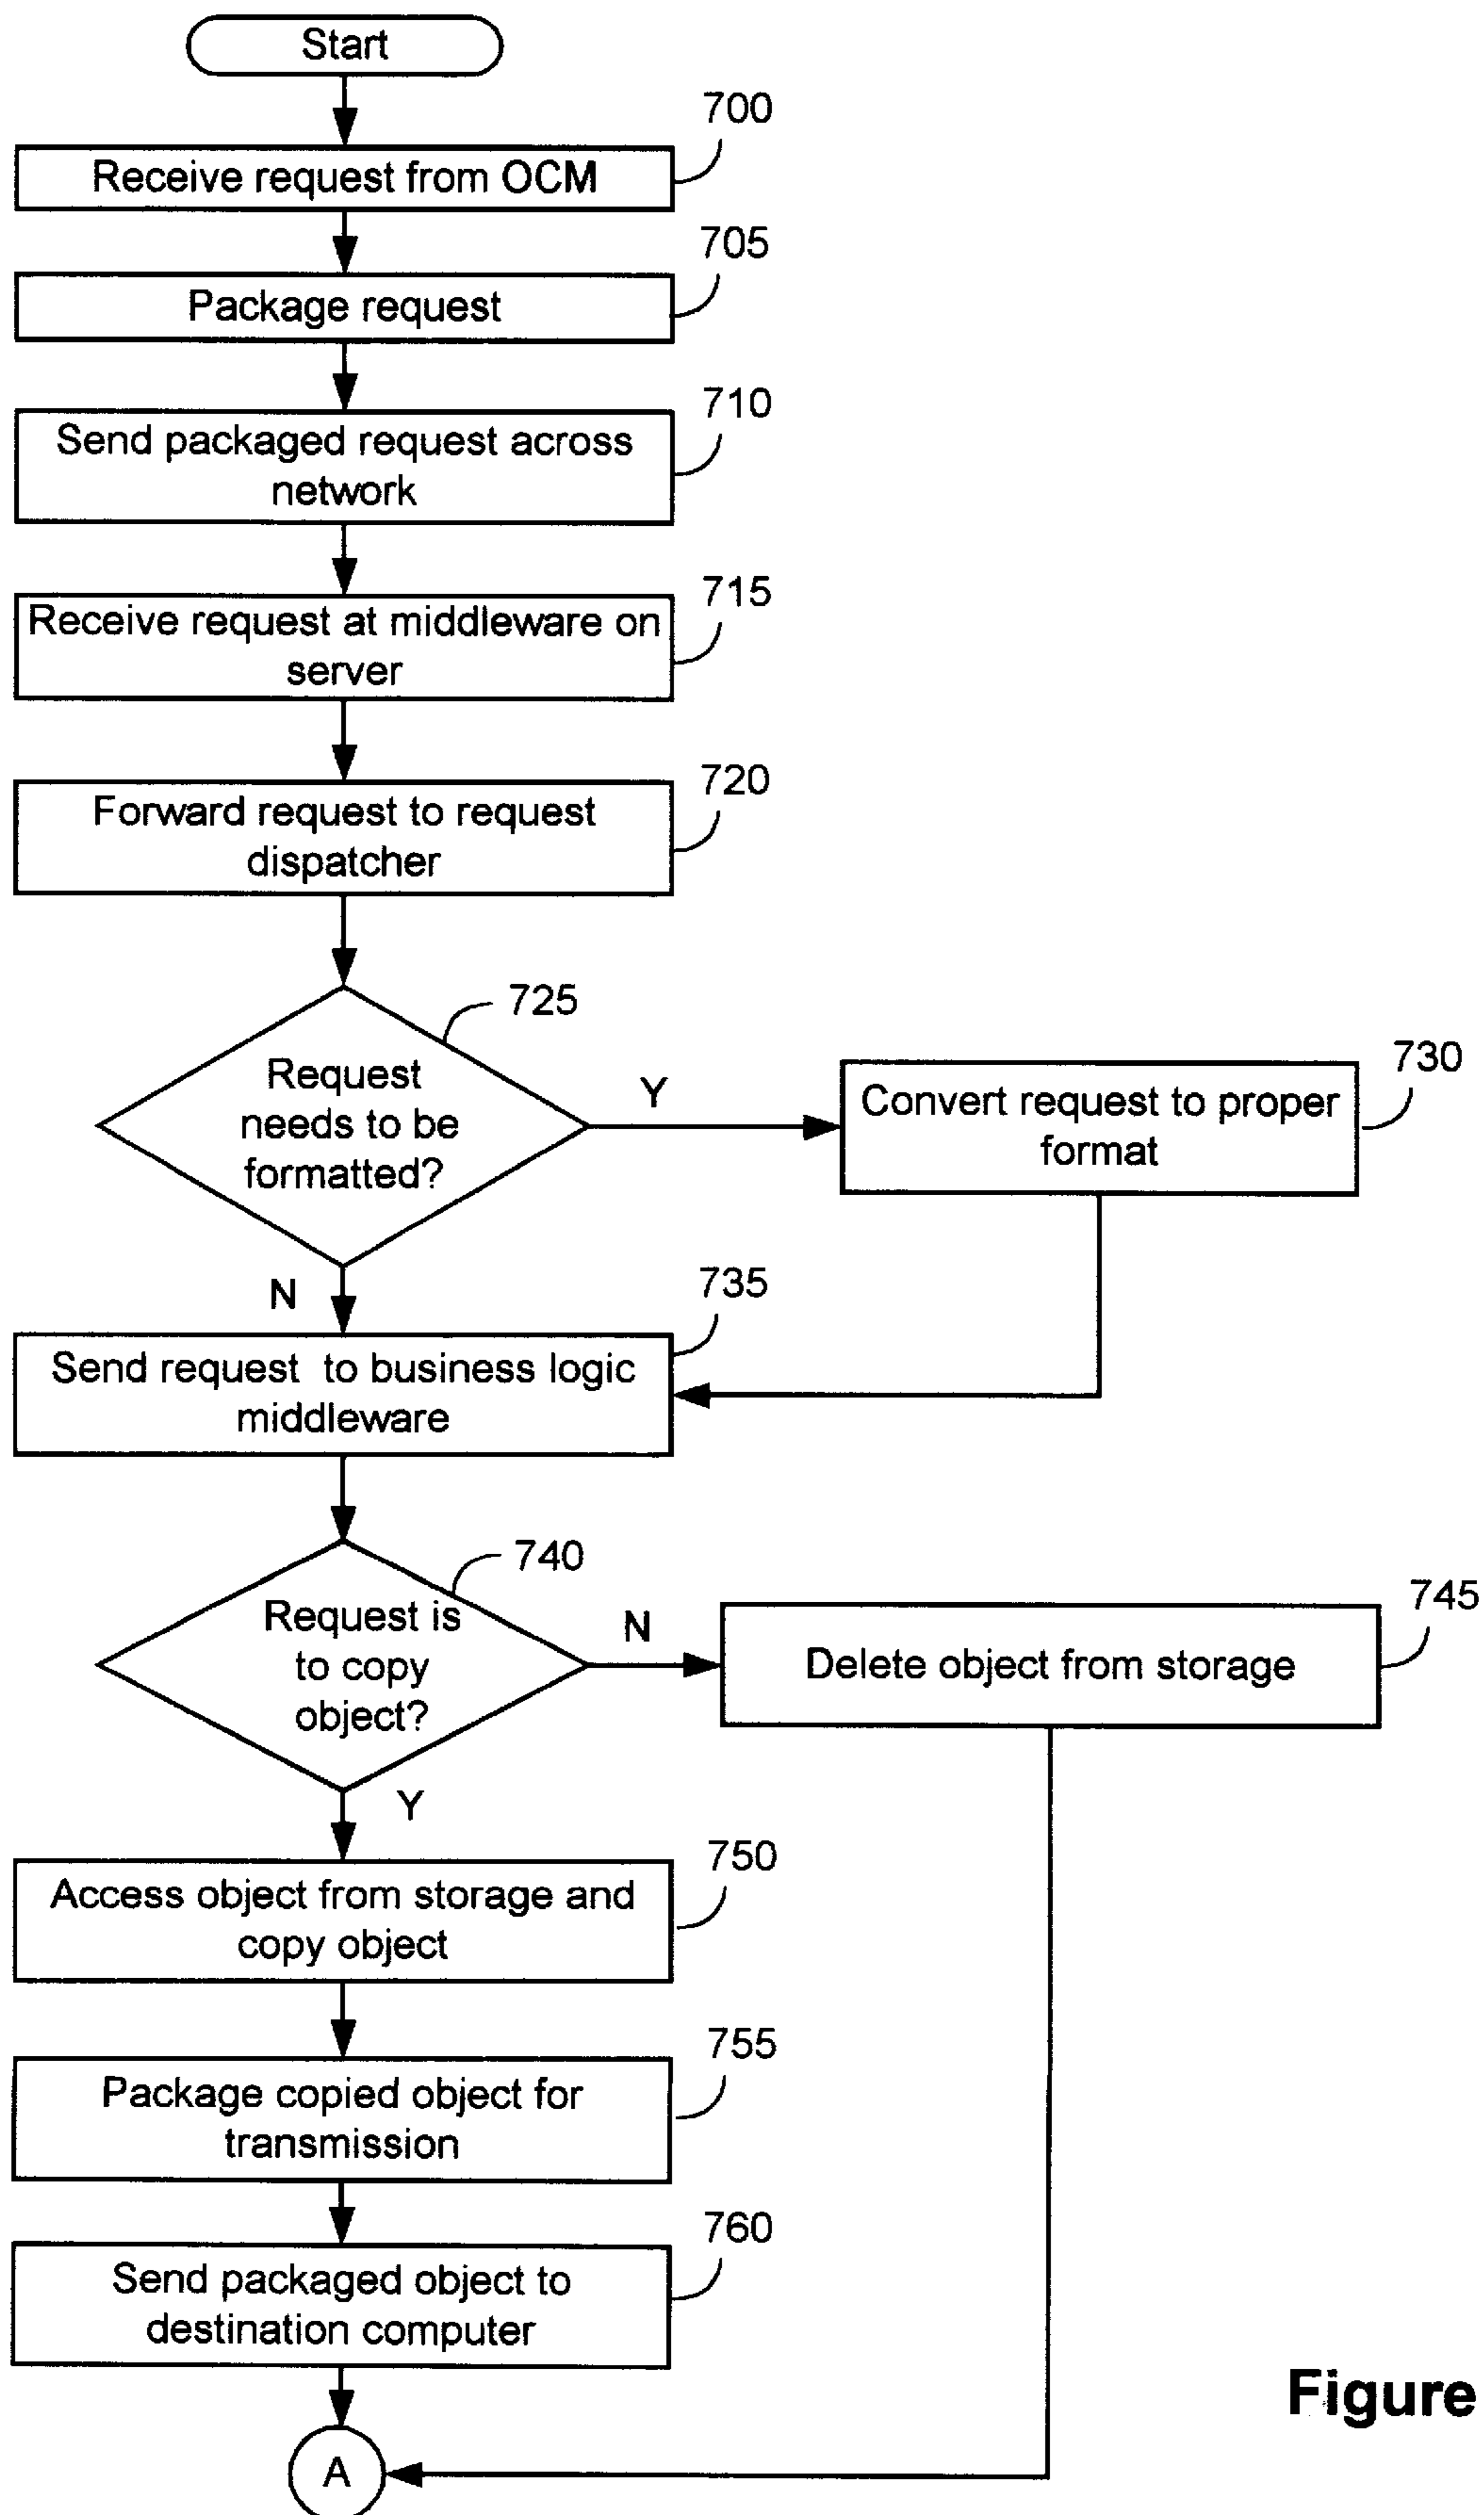 Start
700
Receive request from OCM
705
Package request
710
Send packaged request across
network
715
Receive request at middleware on
server
720
Forward request to request
dispatcher
725
Request
needs to be
formatted?
Y
730
Convert request to proper
format
N
735
Send request to business logic
middleware
740
Request is
to copy
object?
N
745
Delete object from storage
Y
750
Access object from storage and
copy object
755
Package copied object for
transmission
760
Send packaged object to
destination computer
Figure
A